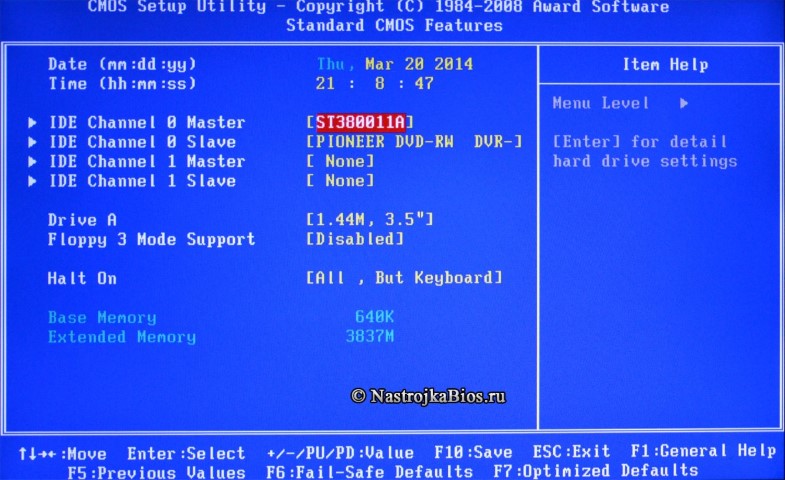 CMOS Setup Utility - Copyright (C) 1984-2008 Award Software
Standard CMOS Features
Date (mm:dd:yy) Thu, Mar 20 2014
Time (hh:mm:ss) 21 : 8 : 47
IDE Channel 0 Master [ST380011A]
IDE Channel 0 Slave [PIONEER DVD-RW DVR-]
IDE Channel 1 Master [ None]
IDE Channel 1 Slave [ None]
Drive A [1.44M, 3.5"]
Floppy 3 Mode Support [Disabled]
Halt On [All , But Keyboard]
Base Memory 640K
Extended Memory 3837M
Item Help
Menu Level ▶
[Enter] for detail
hard drive settings
© NastrojkaBios.ru
↑↓→←:Move Enter:Select +/-/PU/PD:Value F10:Save ESC:Exit F1:General Help
F5:Previous Values F6:Fail-Safe Defaults F7:Optimized Defaults